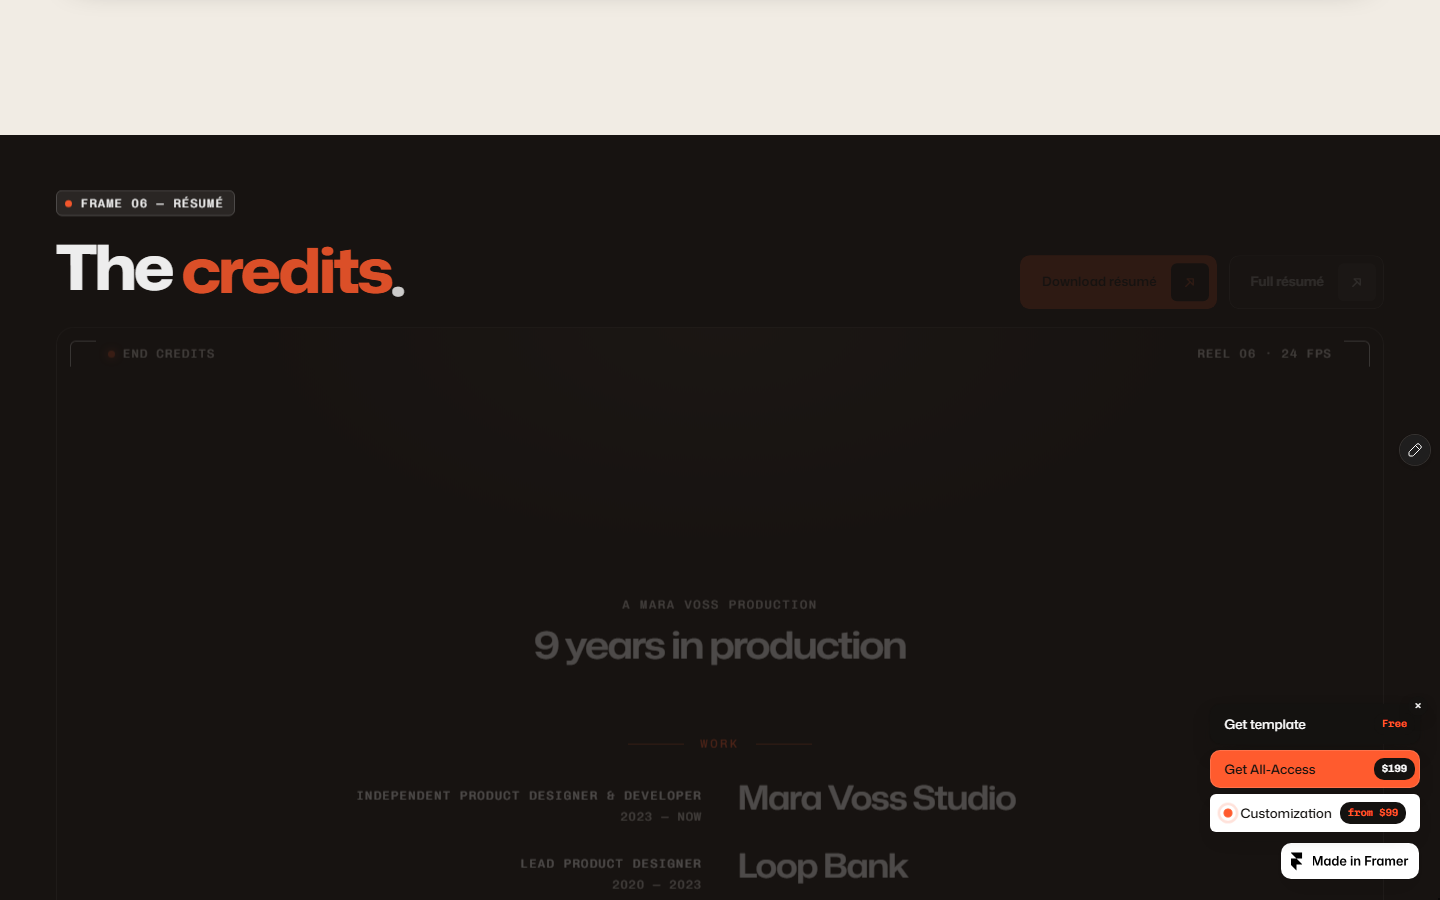 FRAME 06 — RÉSUMÉ
The credits.
Download résumé
Full résumé
END CREDITS
REEL 06 · 24 FPS
A MARA VOSS PRODUCTION
9 years in production
WORK
INDEPENDENT PRODUCT DESIGNER & DEVELOPER
2023 — NOW
Mara Voss Studio
LEAD PRODUCT DESIGNER
2020 — 2023
Loop Bank
×
Get template Free
Get All-Access $199
Customization from $99
Made in Framer